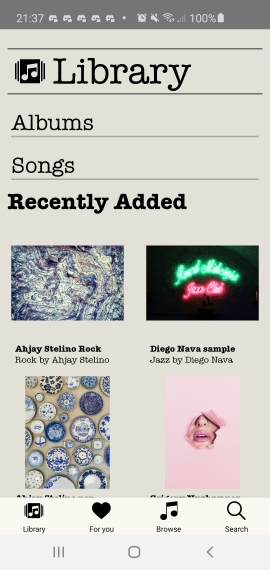 21:37
100%
Library
Albums
Songs
Recently Added
Ahjay Stelino Rock
Rock by Ahjay Stelino
Diego Nava sample
Jazz by Diego Nava
Library
For you
Browse
Search